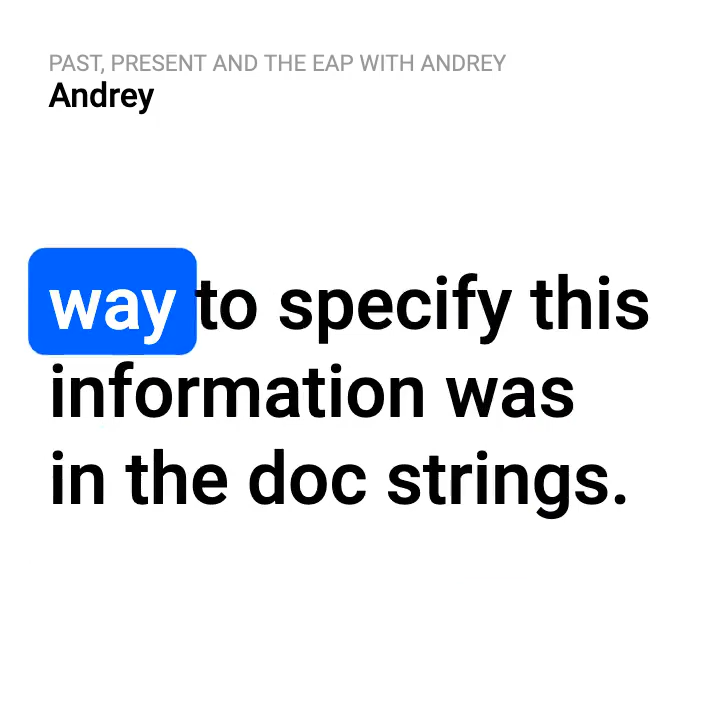 PAST, PRESENT AND THE EAP WITH ANDREY
Andrey
way to specify this
information was
in the doc strings.